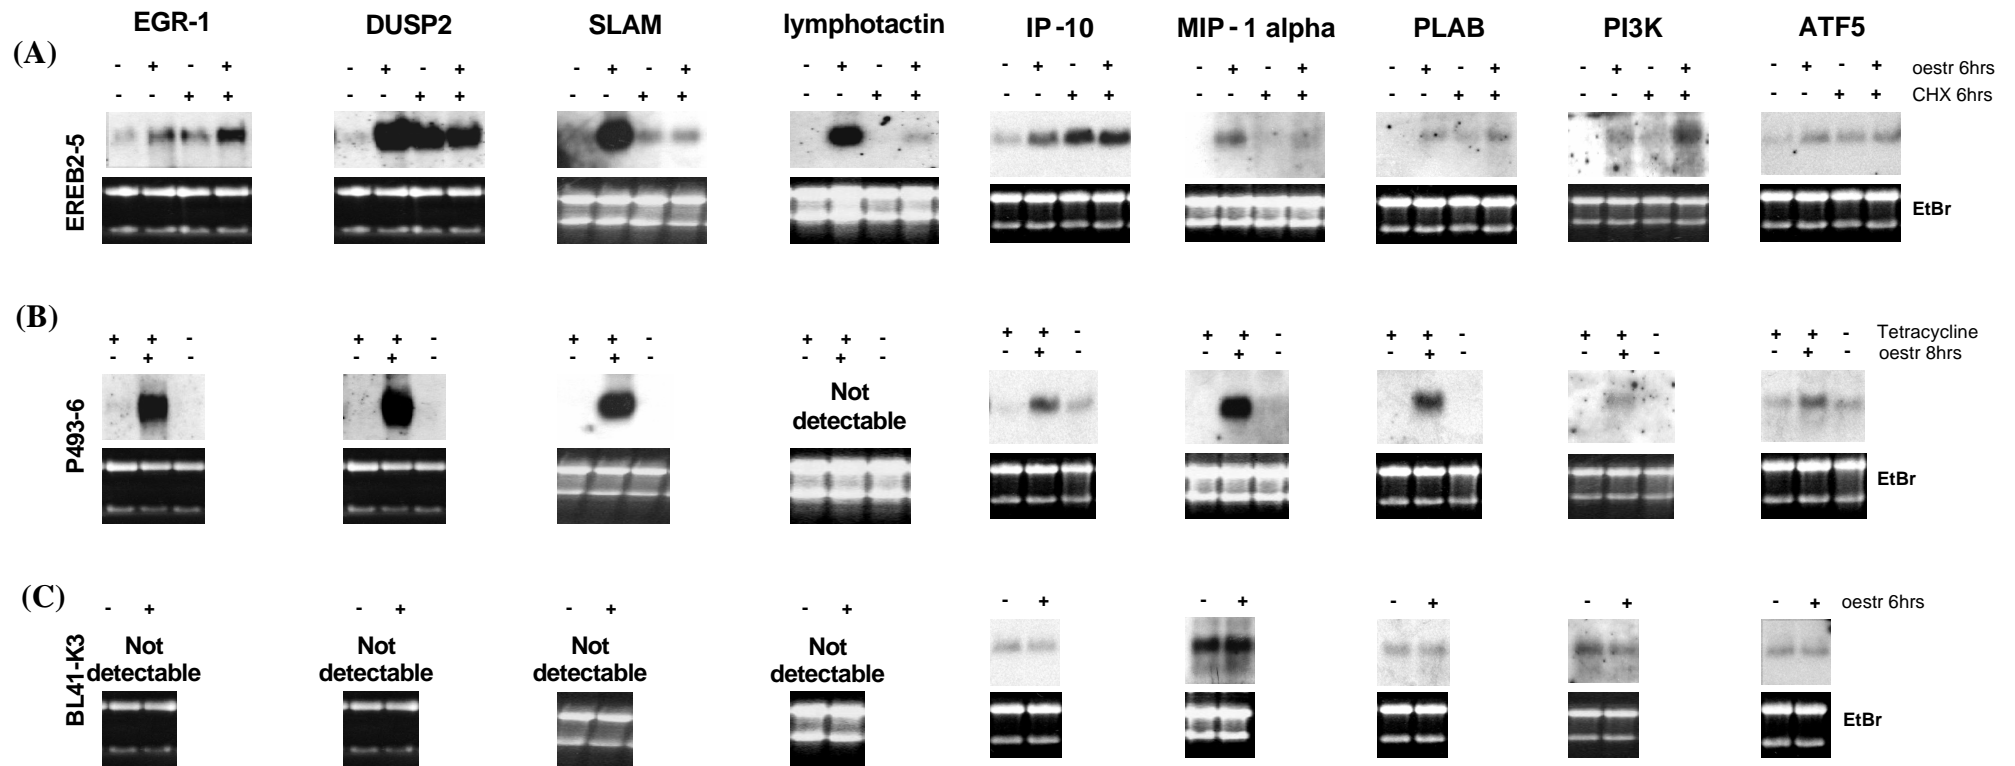 EGR-1 DUSP2 SLAM lymphotactin IP-10 MIP-1 alpha PLAB PI3K ATF5
(A)
- + - + - + - + - + - + - + - + - + - + - + - + - + - + - + - + - + - + oestr 6hrs
- - + + - - + + - - + + - - + + - - + + - - + + - - + + - - + + - - + + CHX 6hrs
EREB2-5
EtBr
(B)
+ + - + + - + + - + + - + + - + + - + + - + + - + + - Tetracycline
- + - - + - - + - - + - - + - - + - - + - - + - - + - oestr 8hrs
P493-6
Not
detectable
EtBr
(C)
- + - + - + - + - + - + - + - + - + oestr 6hrs
BL41-K3
Not Not Not Not
detectable detectable detectable detectable
EtBr